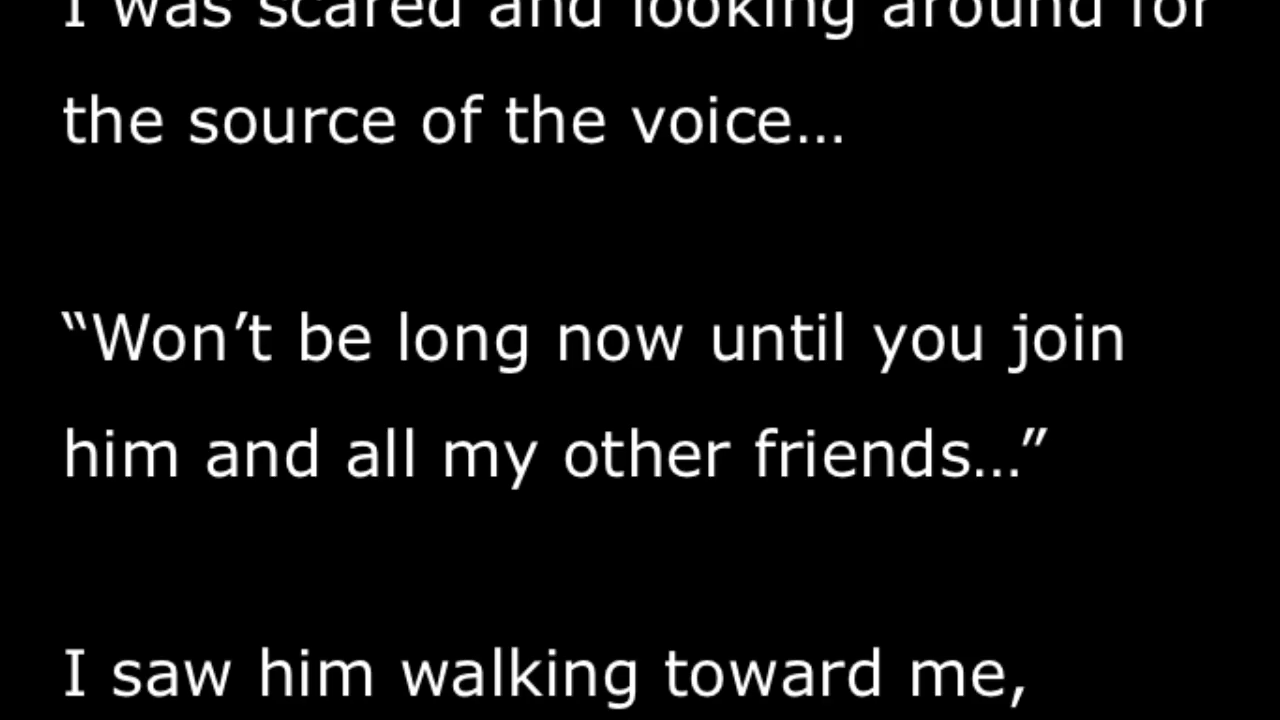 I was scared and looking around for
the source of the voice…
“Won’t be long now until you join
him and all my other friends…”
I saw him walking toward me,